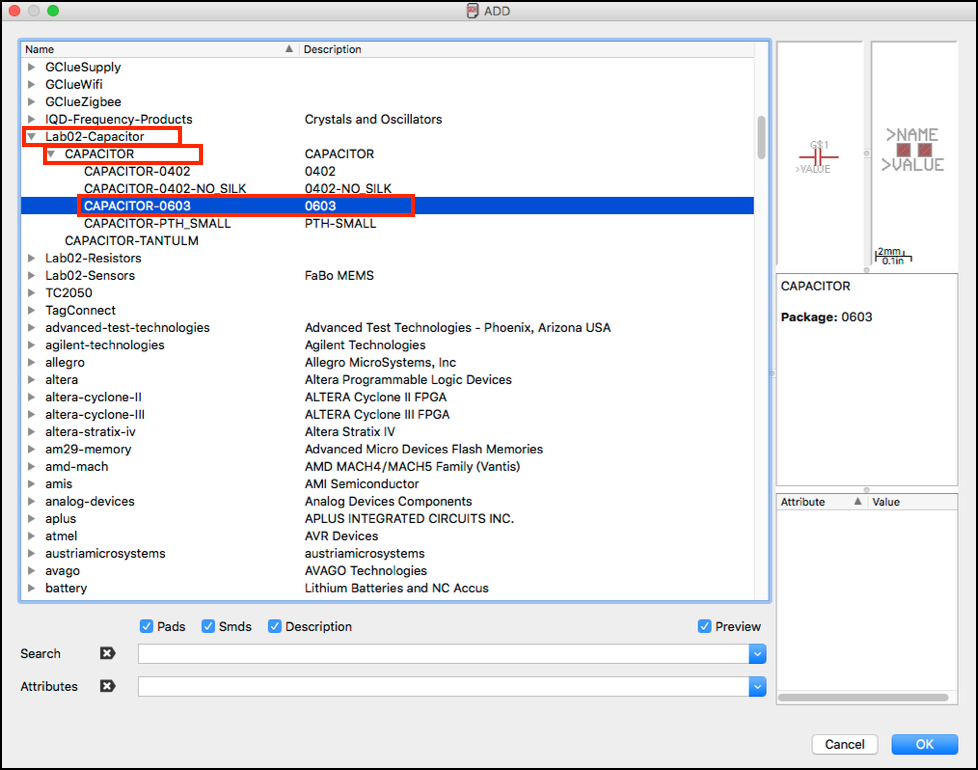 ADD
Name Description
GClueSupply
GClueWifi
GClueZigbee
IQD-Frequency-Products Crystals and Oscillators
Lab02-Capacitor
CAPACITOR CAPACITOR
CAPACITOR-0402 0402
CAPACITOR-0402-NO_SILK 0402-NO_SILK
CAPACITOR-0603 0603
CAPACITOR-PTH_SMALL PTH-SMALL
CAPACITOR-TANTULM
Lab02-Resistors
Lab02-Sensors FaBo MEMS
TC2050
TagConnect
advanced-test-technologies Advanced Test Technologies - Phoenix, Arizona USA
agilent-technologies Agilent Technologies
allegro Allegro MicroSystems, Inc
altera Altera Programmable Logic Devices
altera-cyclone-II ALTERA Cyclone II FPGA
altera-cyclone-III ALTERA Cyclone III FPGA
altera-stratix-iv Altera Stratix IV
am29-memory Advanced Micro Devices Flash Memories
amd-mach AMD MACH4/MACH5 Family (Vantis)
amis AMI Semiconductor
analog-devices Analog Devices Components
aplus APLUS INTEGRATED CIRCUITS INC.
atmel AVR Devices
austriamicrosystems austriamicrosystems
avago AVAGO Technologies
battery Lithium Batteries and NC Accus
G$1
>VALUE
>NAME
>VALUE
2mm
0.1in
CAPACITOR
Package: 0603
Attribute Value
Pads Smds Description Preview
Search
Attributes
Cancel OK